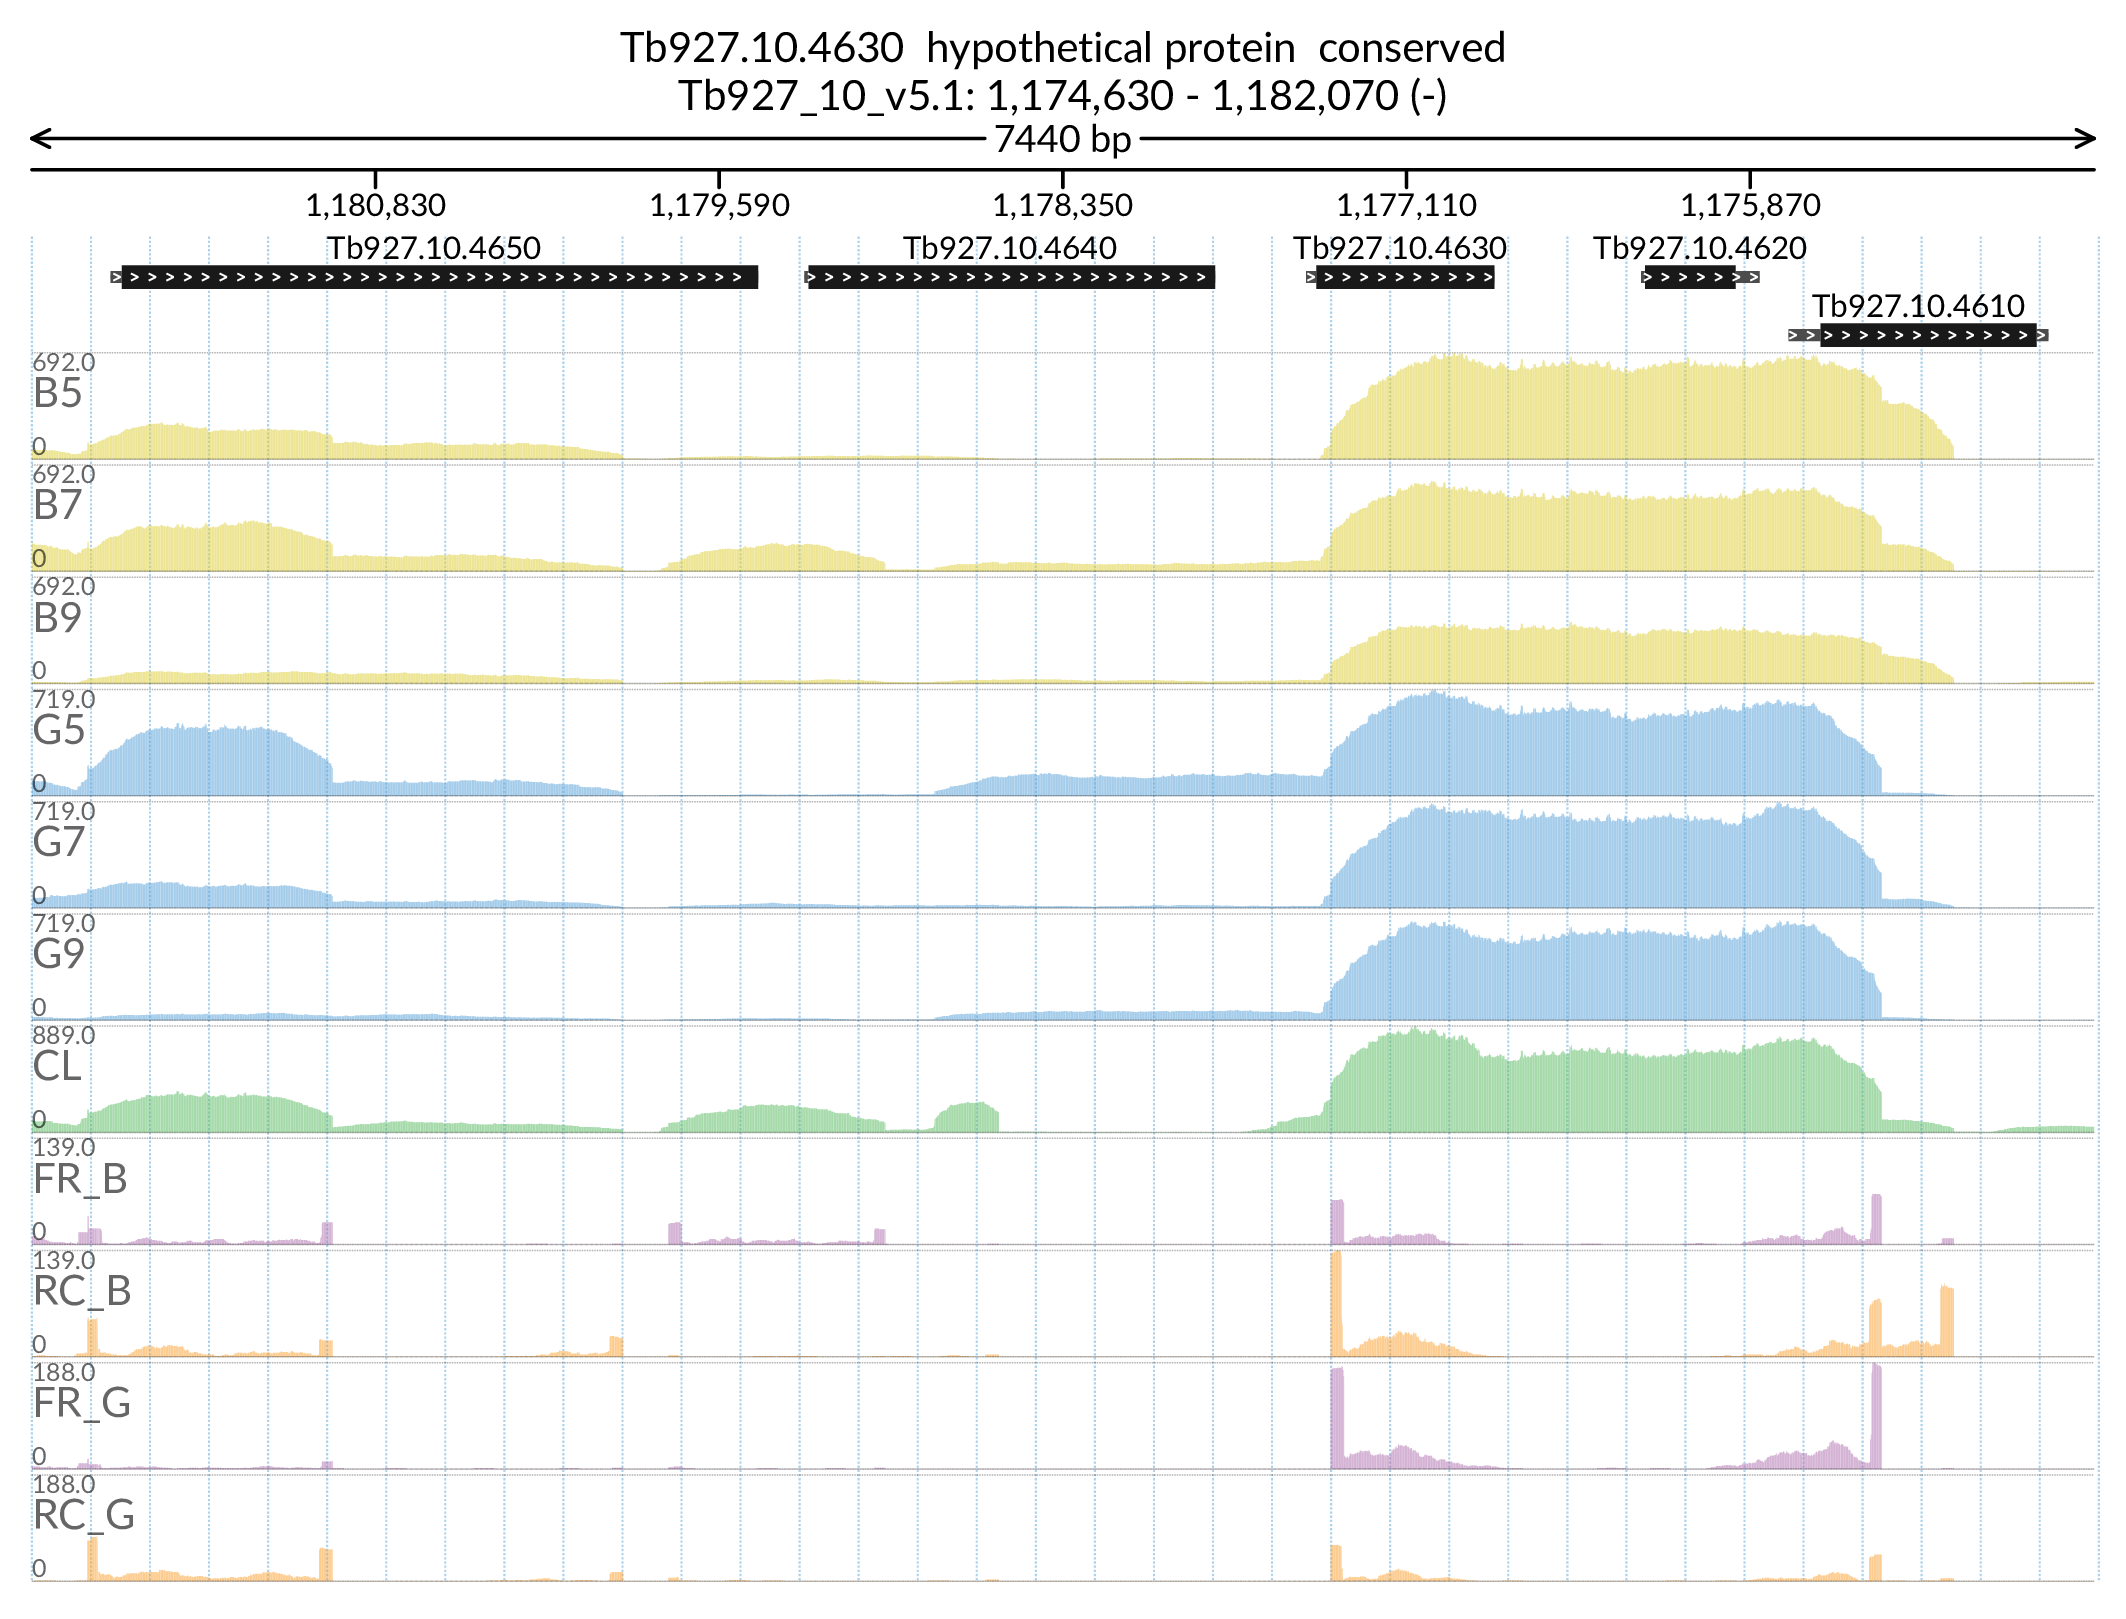 Tb927.10.4630  hypothetical protein  conserved
Tb927_10_v5.1: 1,174,630 - 1,182,070 (-)
7440 bp
1,180,830 1,179,590 1,178,350 1,177,110 1,175,870
Tb927.10.4650 Tb927.10.4640 Tb927.10.4630 Tb927.10.4620
Tb927.10.4610
692.0
B5
0
692.0
B7
0
692.0
B9
0
719.0
G5
0
719.0
G7
0
719.0
G9
0
889.0
CL
0
139.0
FR_B
0
139.0
RC_B
0
188.0
FR_G
0
188.0
RC_G
0